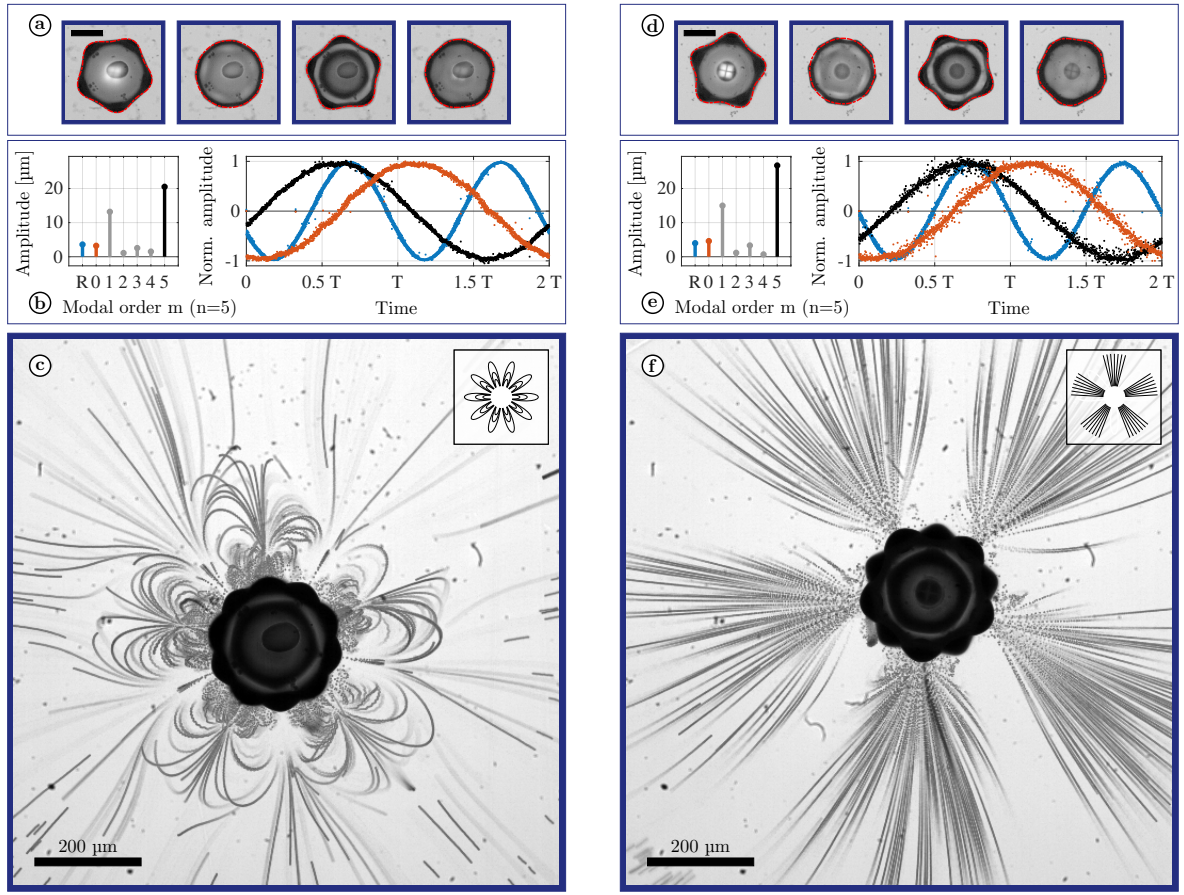 a
b
Amplitude [µm]
20
10
0
R 0 1 2 3 4 5
Modal order m (n=5)
Norm. amplitude
1
0
-1
0 0.5 T T 1.5 T 2 T
Time
c
200 µm
d
e
Amplitude [µm]
20
10
0
R 0 1 2 3 4 5
Modal order m (n=5)
Norm. amplitude
1
0
-1
0 0.5 T T 1.5 T 2 T
Time
f
200 µm